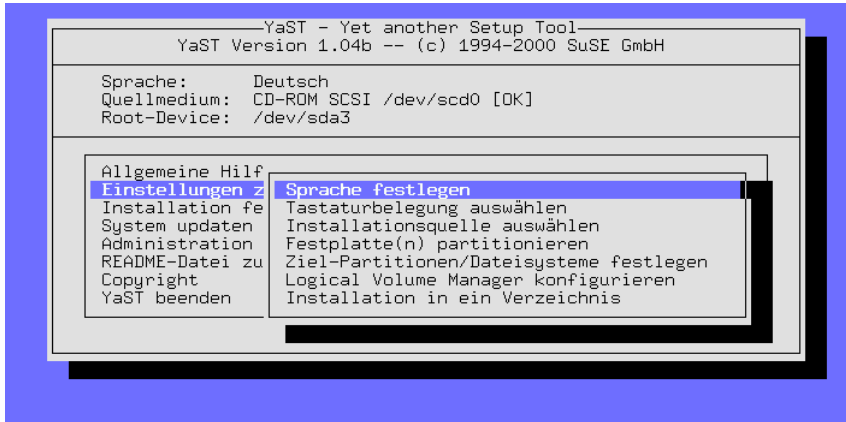 YaST - Yet another Setup Tool
YaST Version 1.04b -- (c) 1994-2000 SuSE GmbH
Sprache: Deutsch
Quellmedium: CD-ROM SCSI /dev/scd0 [OK]
Root-Device: /dev/sda3
Allgemeine Hilf
Einstellungen z
Installation fe
System updaten
Administration
README-Datei zu
Copyright
YaST beenden
Sprache festlegen
Tastaturbelegung auswählen
Installationsquelle auswählen
Festplatte(n) partitionieren
Ziel-Partitionen/Dateisysteme festlegen
Logical Volume Manager konfigurieren
Installation in ein Verzeichnis